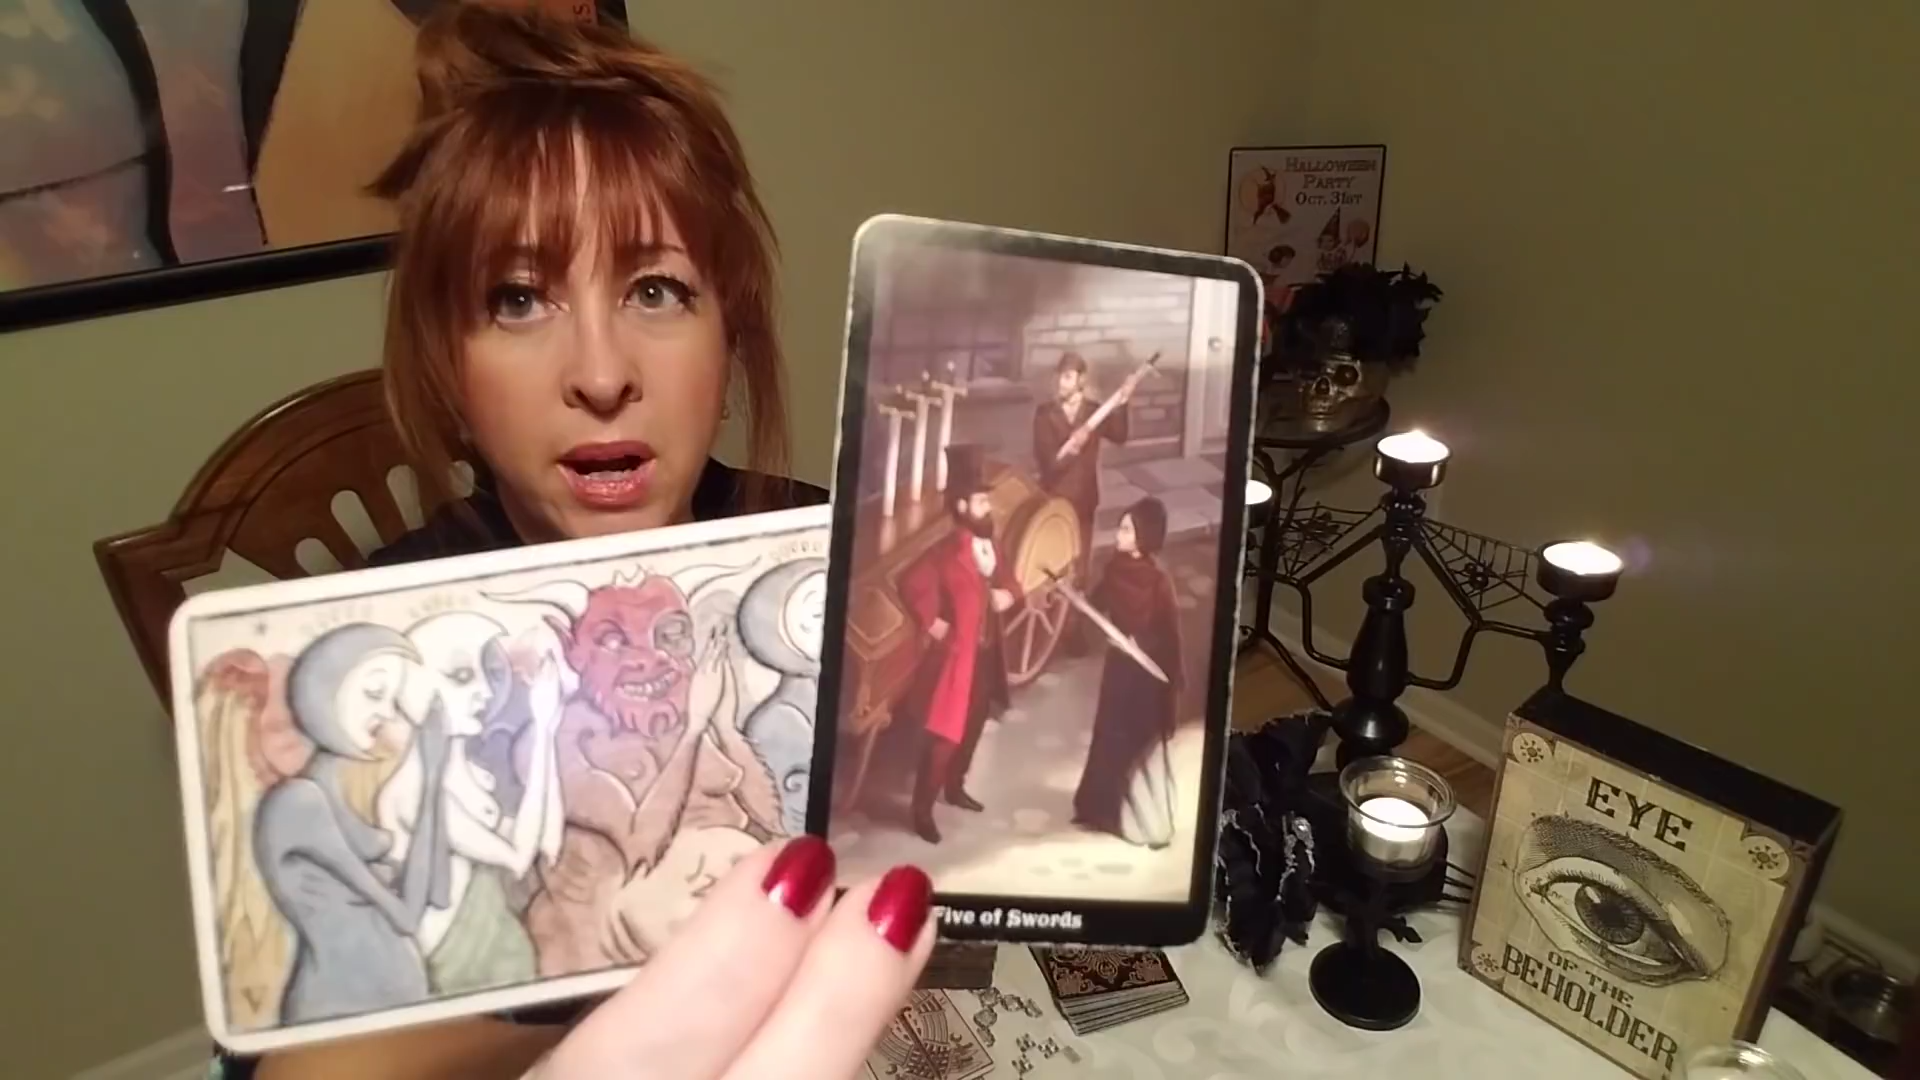 HALLOWEEN
PARTY
OCT. 31ST
Five of Swords
V
EYE
OF THE
BEHOLDER